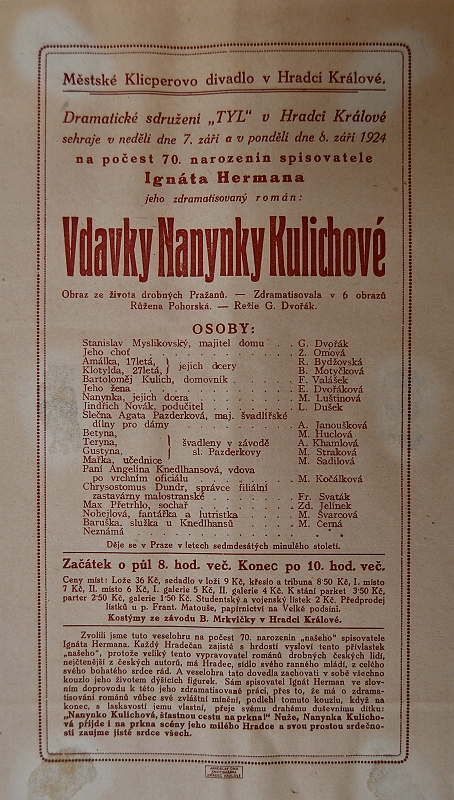 Městské Klicperovo divadlo v Hradci Králové.
Dramatické sdružení „TYL" v Hradci Králové
sehraje v neděli dne 7. září a v pondělí dne 8. září 1924
na počest 70. narozenin spisovatele
Ignáta Hermana
jeho zdramatisovaný román:
Vdavky Nanynky Kulichové
Obraz ze života drobných Pražanů. — Zdramatisovala v 6 obrazů
Růžena Pohorská. — Režie G. Dvořák.
OSOBY:
Stanislav Myslikovský, majitel domu . G. Dvořák
Jeho choť . . . . Ž. Omová
Amálka, 17letá, } jejich dcery . R. Bydžovská
Klotylda, 27letá, . B. Motyčková
Bartoloměj Kulich, domovník . F. Valášek
Jeho žena . . . . E. Dvořáková
Nanynka, jejich dcera . . M. Luštinová
Jindřich Novák, podučitel . . L. Dušek
Slečna Agata Pazderková, maj. švadlířské
dílny pro dámy . . . A. Janoušková
Betyna, . . . M. Huclová
Teryna, } švadleny v závodě . A. Khamlová
Gustyna, sl. Pazderkovy . M. Straková
Mařka, učednice . M. Sadilová
Paní Angelina Knedlhansová, vdova
po vrchním oficiálu . . M. Kočálková
Chrysostomus Dundr, správce filiální
zastavárny malostranské . . Fr. Svaták
Max Přetrhlo, sochař . . Zd. Jelínek
Nohejlová, fantářka a lutristka . M. Švarcová
Baruška, služka u Knedlhansů . M. Černá
Neznámá . . . .
Děje se v Praze v letech sedmdesátých minulého století.
Začátek o půl 8. hod. več. Konec po 10. hod. več.
Ceny míst: Lože 36 Kč, sedadlo v loži 9 Kč, křeslo a tribuna 8·50 Kč, I. místo
7 Kč, II. místo 6 Kč, I. galerie 5 Kč, II. galerie 4 Kč. K stání parket 3·50 Kč,
parter 2·50 Kč, galerie 1·50 Kč. Studentský a vojenský lístek 2 Kč. Předprodej
lístků u p. Frant. Matouše, papírnictví na Velké podsíni.
Kostýmy ze závodu B. Mrkvičky v Hradci Králové.
Zvolili jsme tuto veselohru na počest 70. narozenin „našeho" spisovatele
Ignáta Hermana. Každý Hradečan zajisté s hrdostí vysloví tento přívlastek
„našeho", protože velký tento vypravovatel románů drobných českých lidí,
nejčtenější z českých autorů, má Hradec, sídlo svého ranného mládí, z celého
svého bohatého srdce rád. A veselohra tato dovedla zachovati v sobě všechno
kouzlo jeho životem dýšících figurek. Sám spisovatel Ignát Herman ve slov-
ném doprovodu k této jeho zdramatisované práci, přes to, že má o zdrama-
tisování románů vůbec své zvláštní mínění, podlehl tomuto kouzlu, když na
konec, s laskavostí jemu vlastní, přeje svému drahému duševnímu dítku:
„Nanynko Kulichová, šťastnou cestu na prkna!" Nuže, Nanynka Kulicho-
vá přijde i na prkna scény jeho milého Hradce a svou prostou srdečno-
stí zaujme jistě srdce všech.